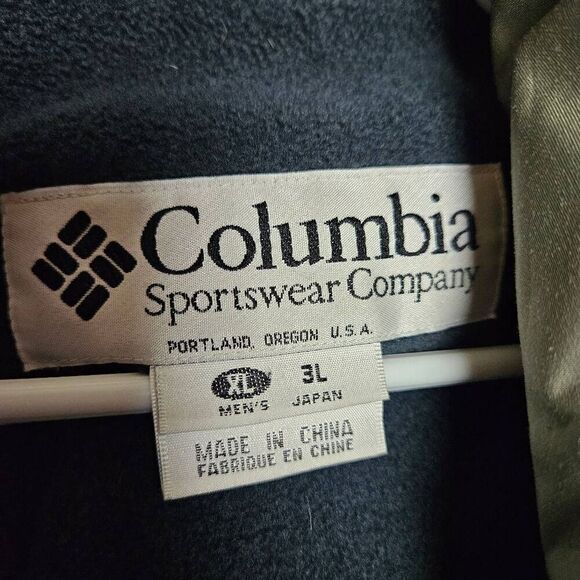 Columbia
Sportswear Company
PORTLAND, OREGON U.S.A.
XL 3L
MEN'S JAPAN
MADE IN CHINA
FABRIQUE EN CHINE